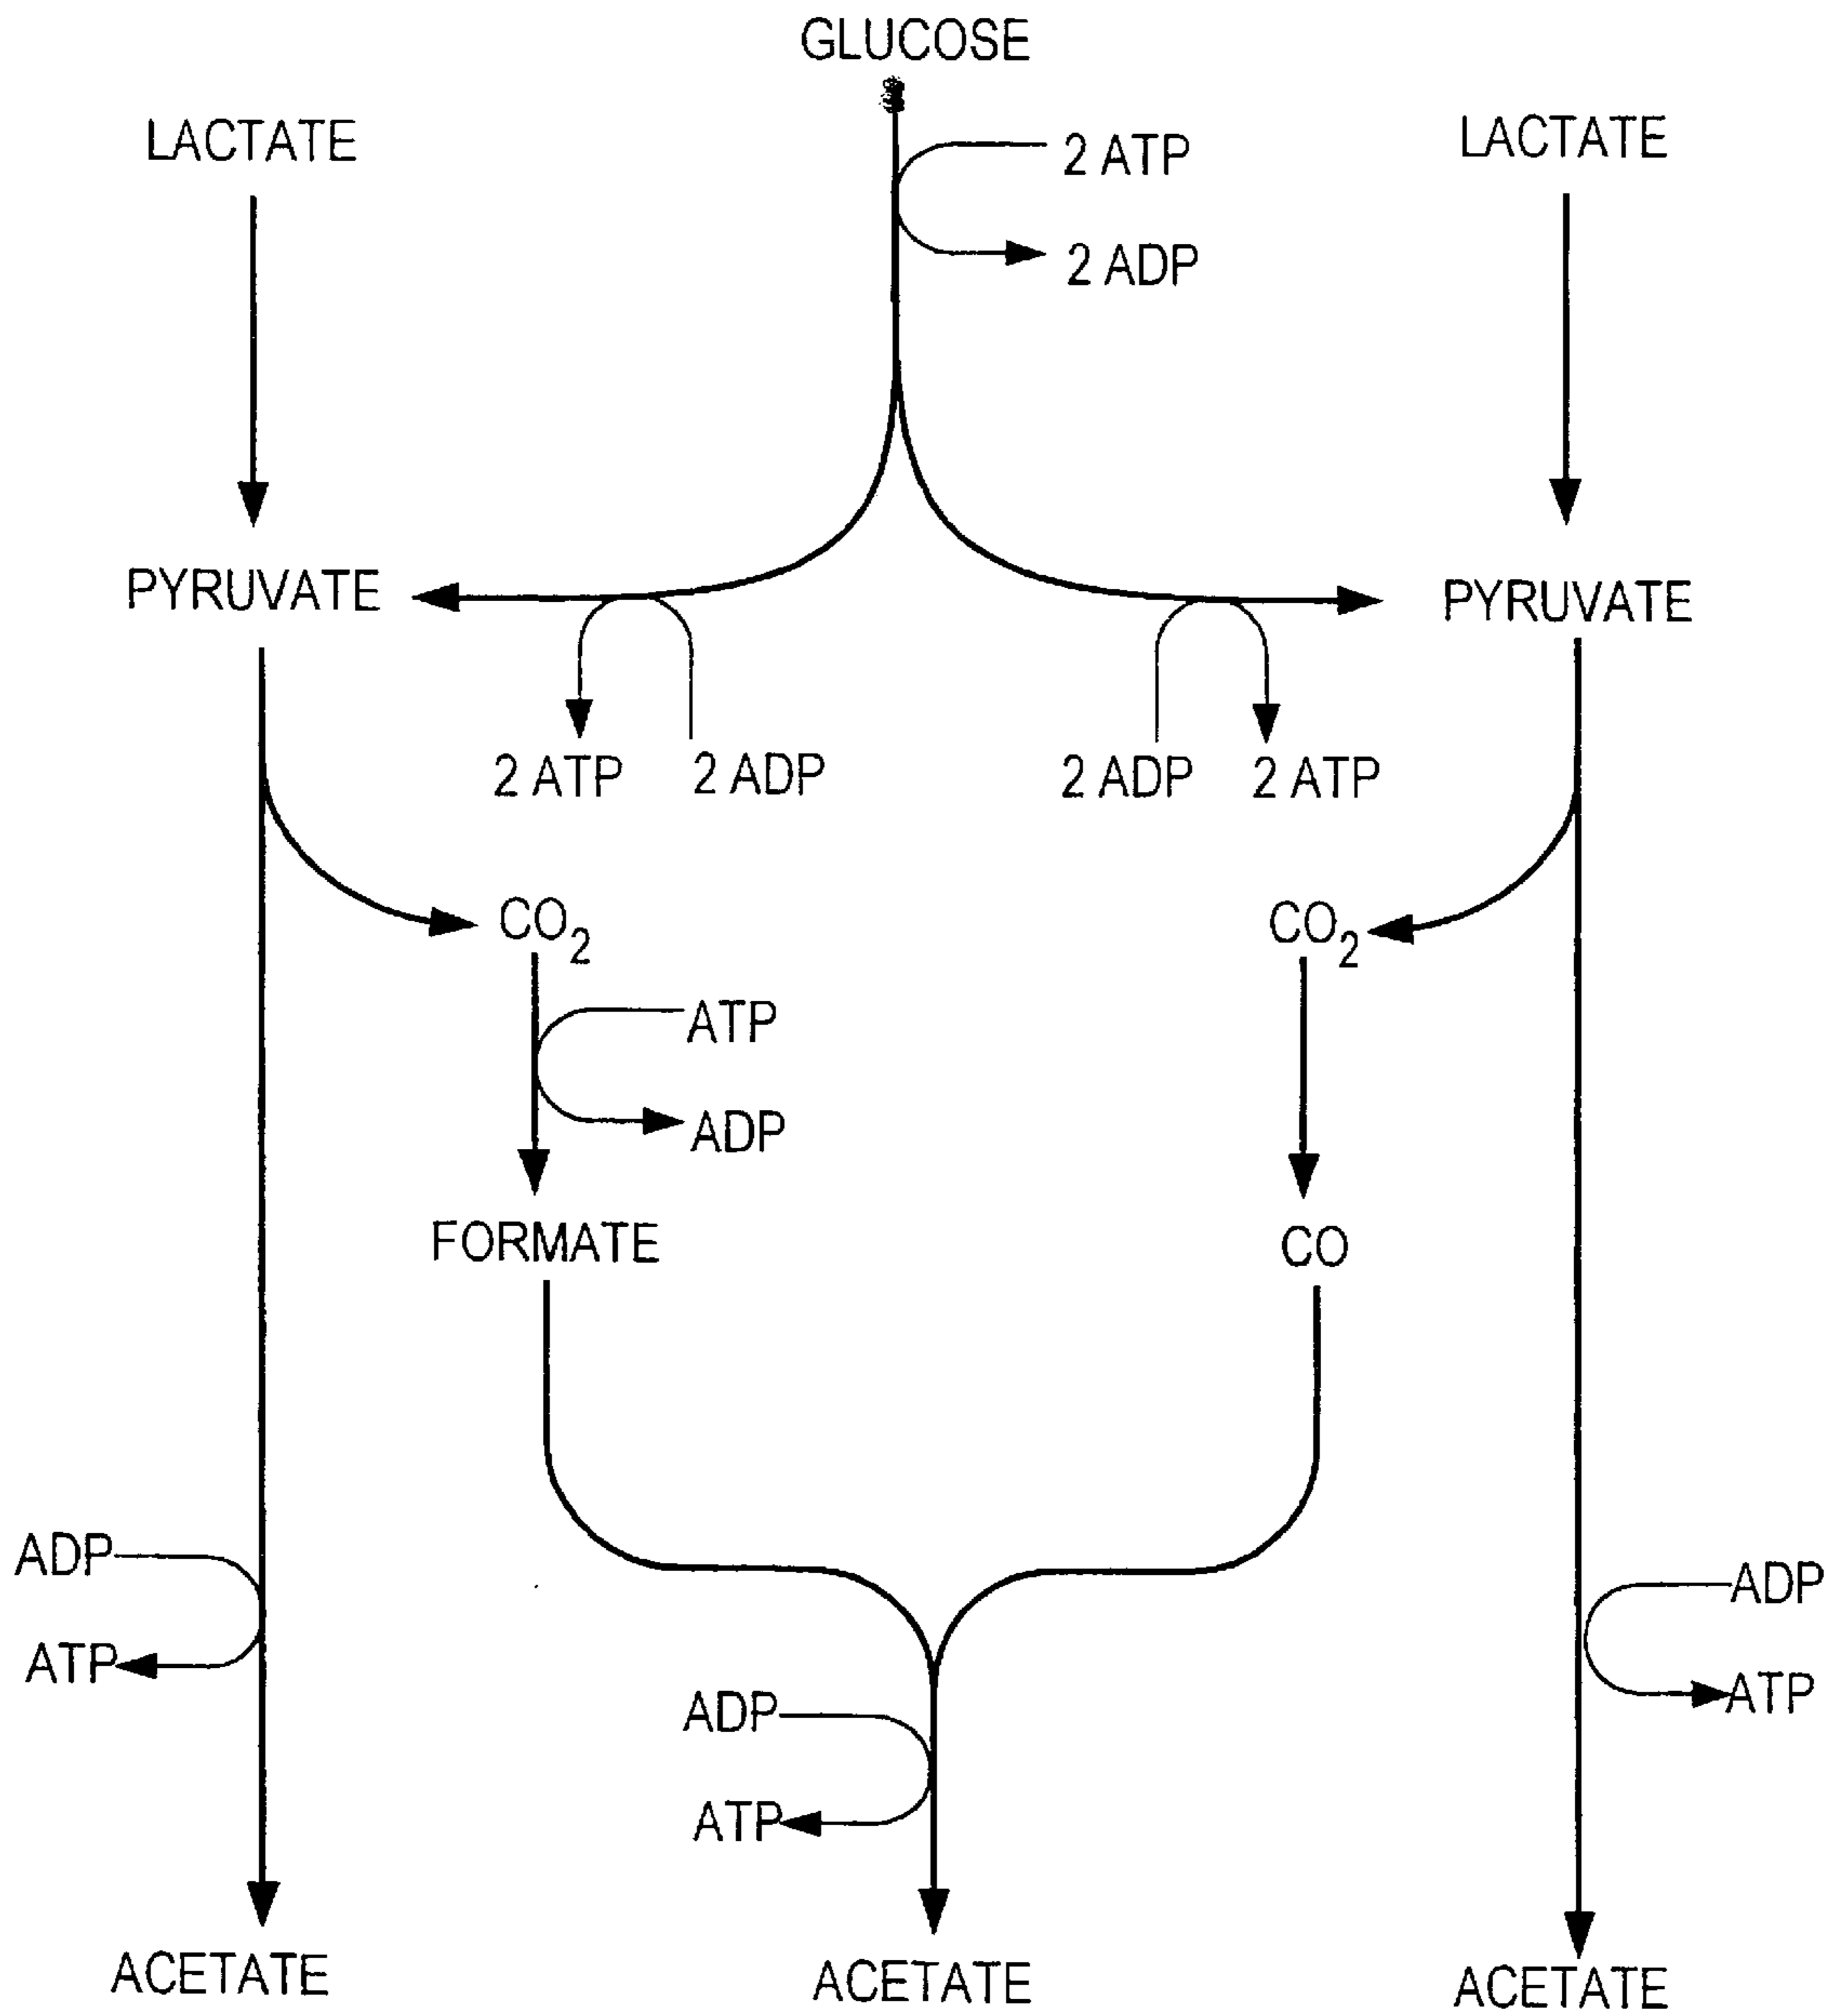 GLUCOSE
LACTATE
LACTATE
2 ATP
2 ADP
PYRUVATE
PYRUVATE
2 ATP
2 ADP
2 ADP
2 ATP
CO2
CO2
ATP
ADP
FORMATE
CO
ADP
ATP
ADP
ATP
ADP
ATP
ACETATE
ACETATE
ACETATE